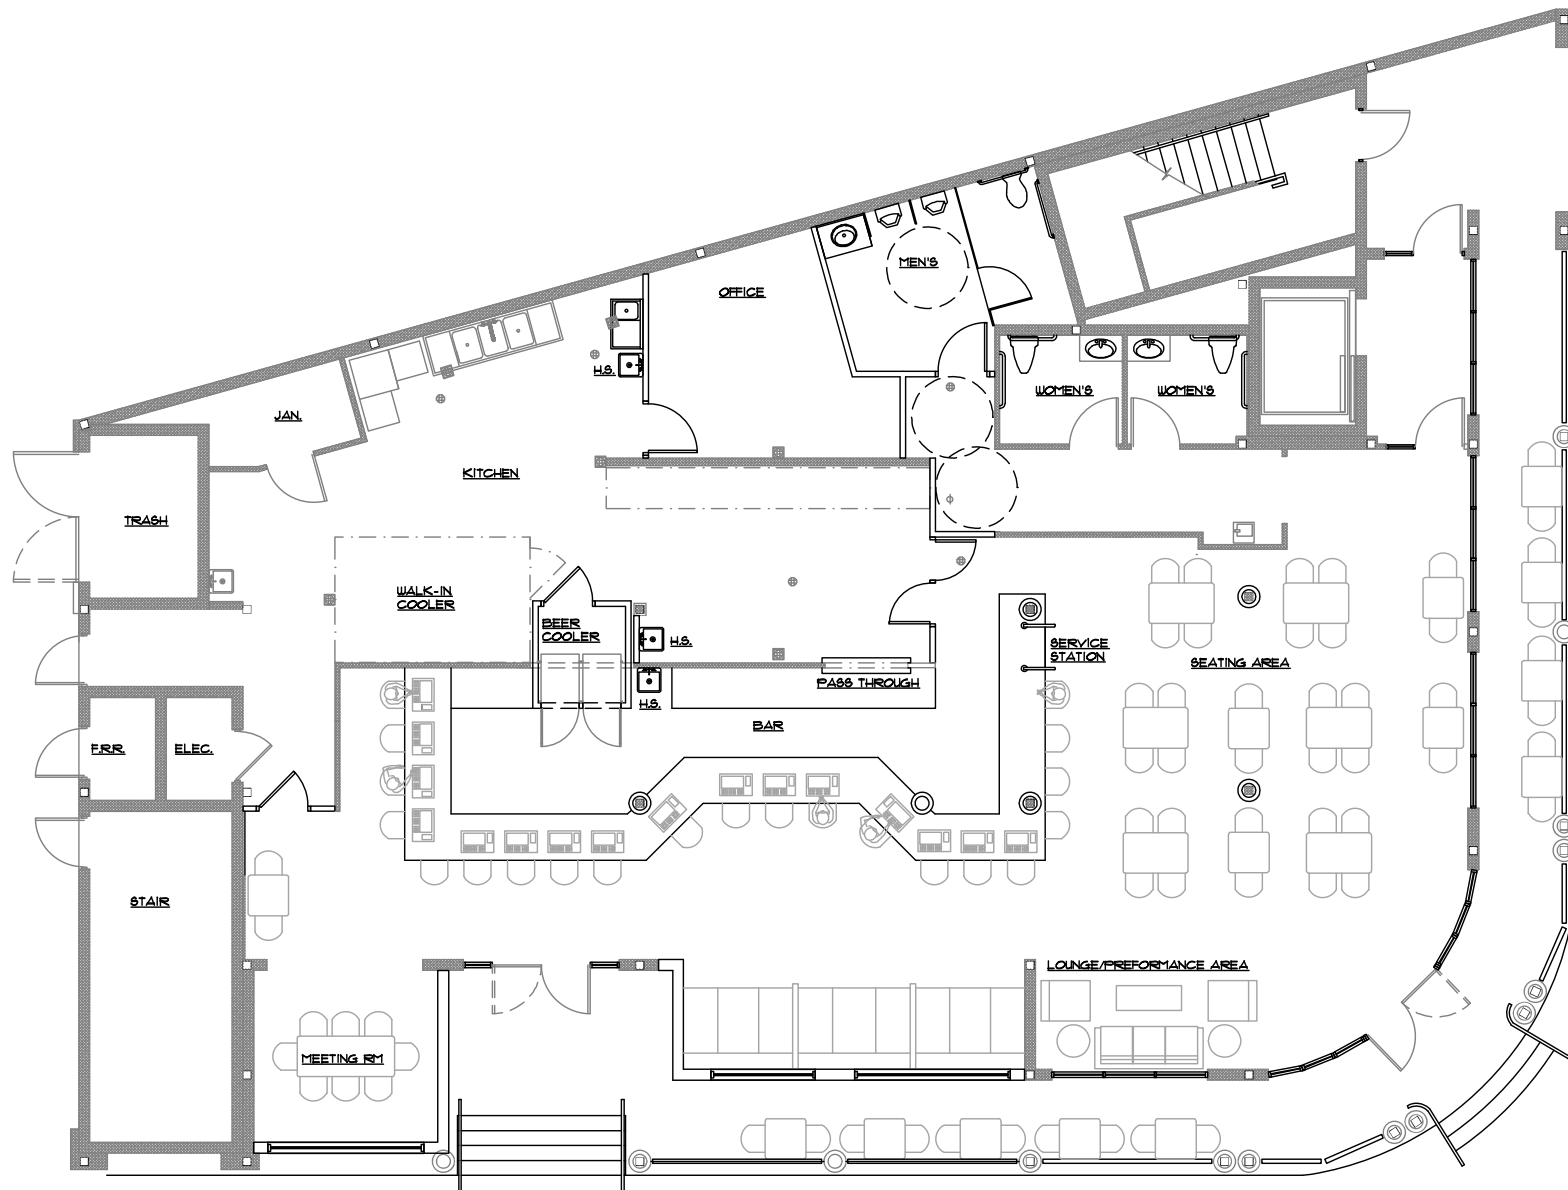 MEN'S
OFFICE
H.S.
WOMEN'S
WOMEN'S
JAN.
KITCHEN
TRASH
WALK-IN
COOLER
BEER
COOLER
H.S.
SERVICE
STATION
SEATING AREA
PASS THROUGH
H.S.
BAR
F.R.R.
ELEC.
STAIR
LOUNGE/PREFORMANCE AREA
MEETING RM